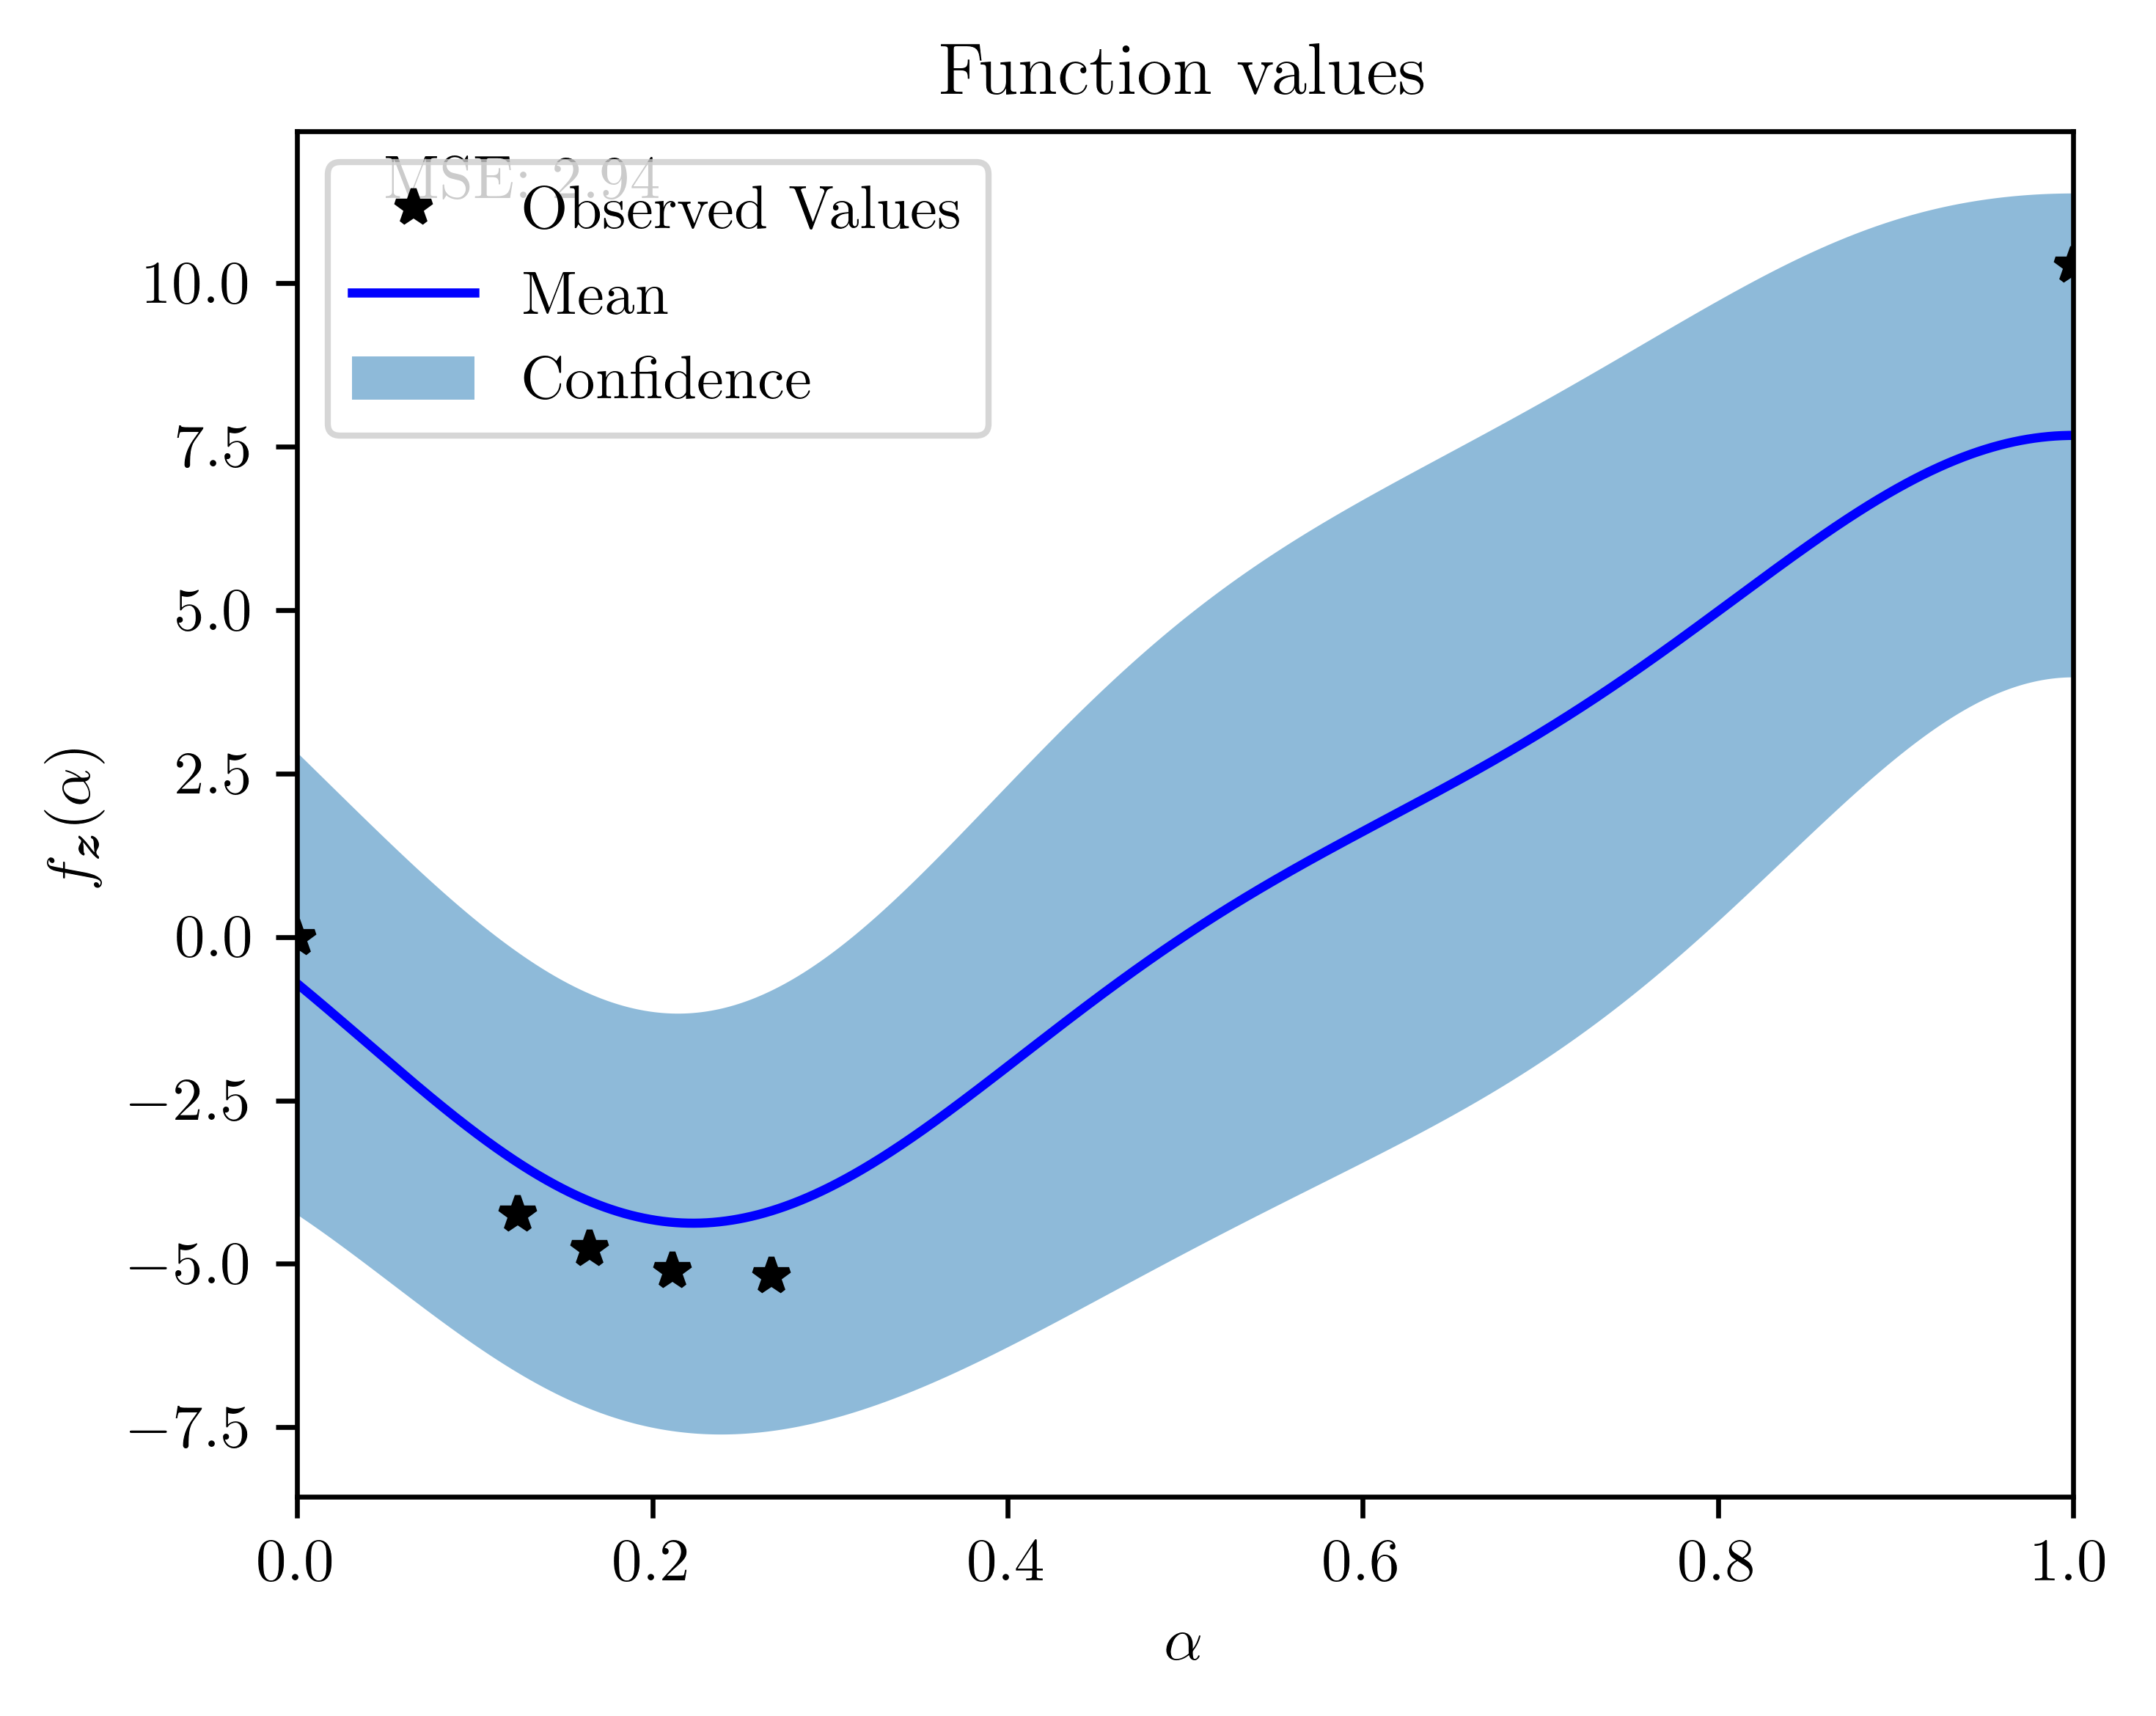 Function values
MSE: 2.94
Observed Values
Mean
Confidence
10.0
7.5
5.0
2.5
0.0
−2.5
−5.0
−7.5
f_z(α)
0.0 0.2 0.4 0.6 0.8 1.0
α